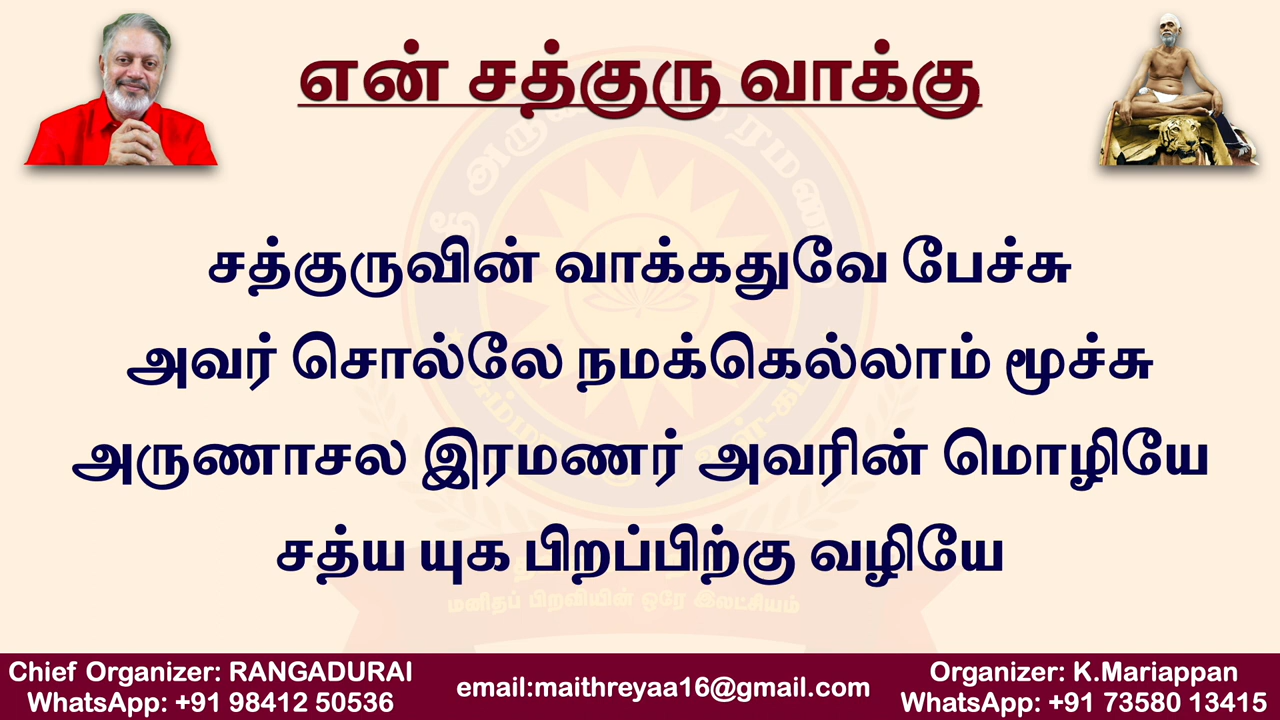 என் சத்குரு வாக்கு
சத்குருவின் வாக்கதுவே பேச்சு
அவர் சொல்லே நமக்கெல்லாம் மூச்சு
அருணாசல இரமணர் அவரின் மொழியே
சத்ய யுக பிறப்பிற்கு வழியே
மனிதப் பிறவியின் ஒரே இலட்சியம்
Chief Organizer: RANGADURAI
WhatsApp: +91 98412 50536
email:maithreyaa16@gmail.com
Organizer: K.Mariappan
WhatsApp: +91 73580 13415